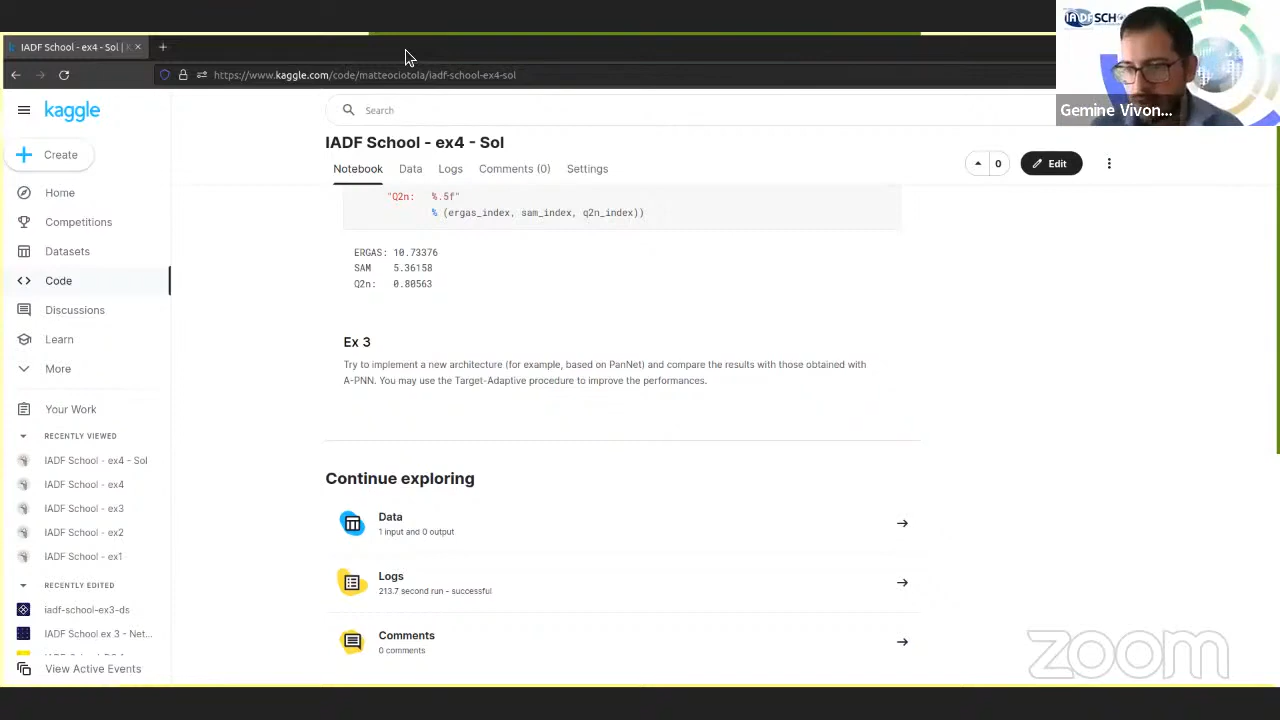 IADF School - ex4 - Sol |
https://www.kaggle.com/code/matteociotola/iadf-school-ex4-sol
IADF SCH
Gemine Vivon...
kaggle
Search
Create
IADF School - ex4 - Sol
Notebook Data Logs Comments (0) Settings
0 Edit
Home
Competitions
Datasets
Code
Discussions
Learn
More
Your Work
RECENTLY VIEWED
IADF School - ex4 - Sol
IADF School - ex4
IADF School - ex3
IADF School - ex2
IADF School - ex1
RECENTLY EDITED
iadf-school-ex3-ds
IADF School ex 3 - Net...
View Active Events
"Q2n: %.5f"
% (ergas_index, sam_index, q2n_index))
ERGAS: 10.73376
SAM 5.36158
Q2n: 0.80563
Ex 3
Try to implement a new architecture (for example, based on PanNet) and compare the results with those obtained with
A-PNN. You may use the Target-Adaptive procedure to improve the performances.
Continue exploring
Data
1 input and 0 output
Logs
213.7 second run - successful
Comments
0 comments
zoom